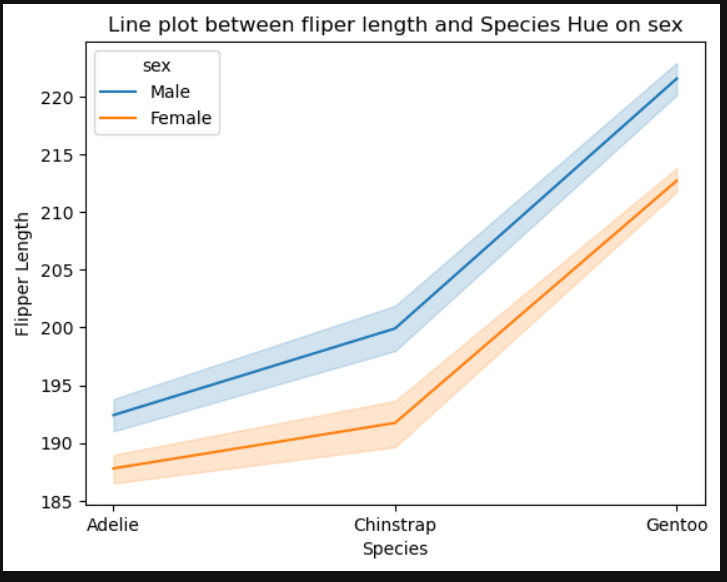 Line plot between fliper length and Species Hue on sex
sex
Male
Female
Flipper Length
220
215
210
205
200
195
190
185
Adelie Chinstrap Gentoo
Species